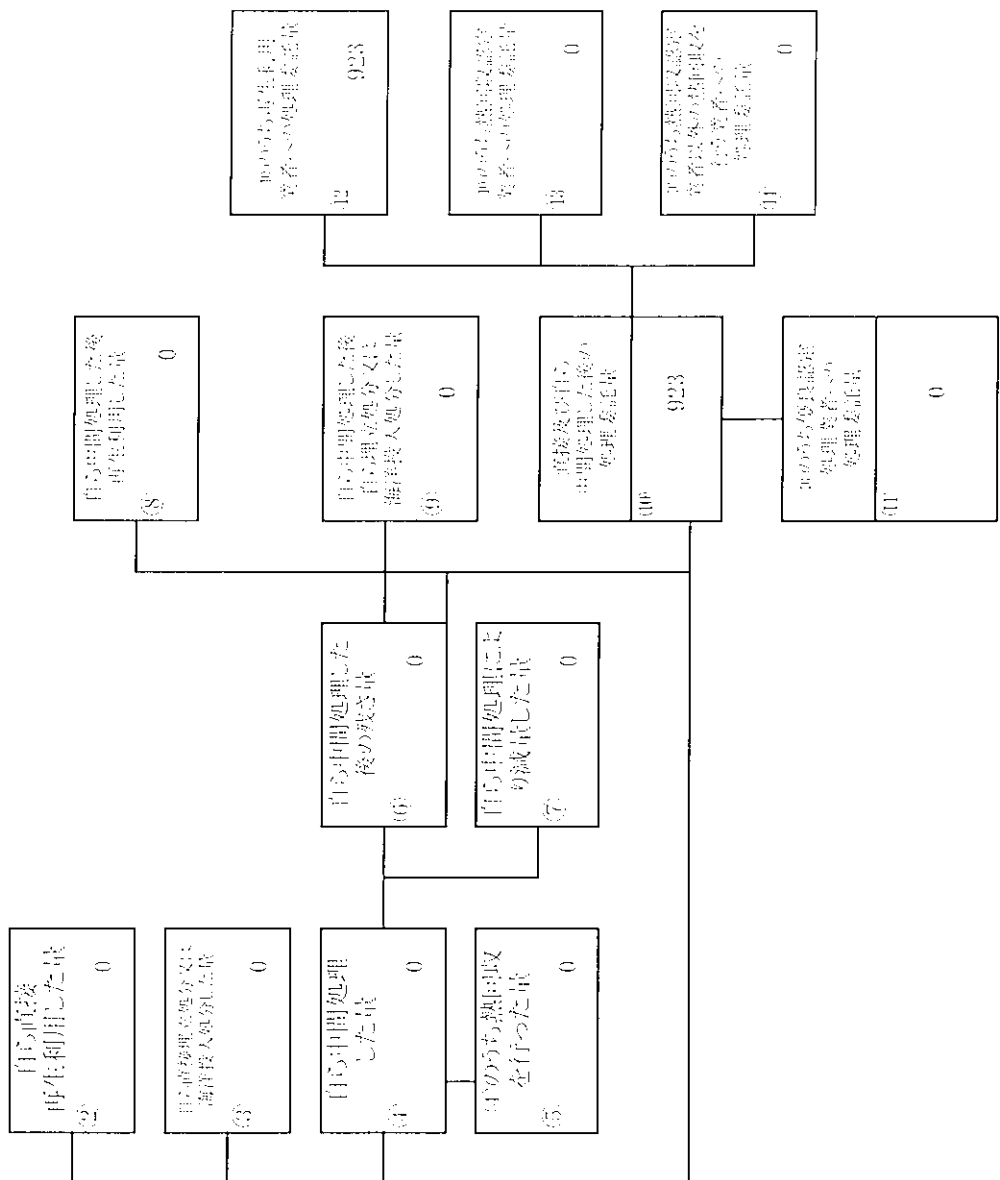 自ら直接
再生利用した量
② 0
自ら直接埋立処分又は
海洋投入処分した量
③ 0
自ら中間処理
した量
④ 0
④のうち熱回収
を行った量
⑤ 0
自ら中間処理した
後の残さ量
⑥ 0
自ら中間処理によ
り減量した量
⑦ 0
自ら中間処理した後
再生利用した量
⑧ 0
自ら中間処理した後
自ら埋立処分又は
海洋投入処分した量
⑨ 0
直接及び自ら
中間処理した後の
処理委託量
⑩ 923
⑩のうち優良認定
処理業者への
処理委託量
⑪ 0
⑩のうち再生利用
業者への処理委託量
⑫ 923
⑩のうち熱回収認定
業者への処理委託量
⑬ 0
⑩のうち熱回収認定
業者以外の熱回収を
行う業者への
処理委託量
⑭ 0